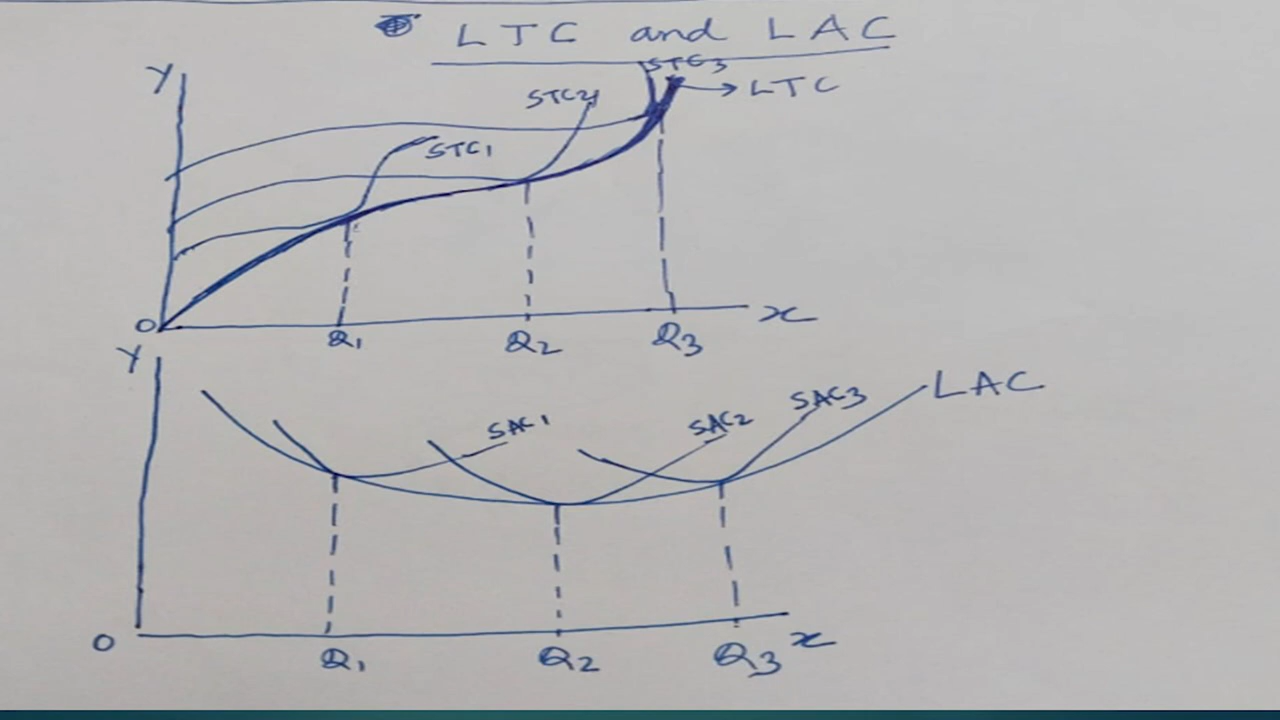 LTC and LAC
Y
STC3
LTC
STC2
STC1
O
x
Q1
Q2
Q3
Y
LAC
SAC1
SAC2
SAC3
O
x
Q1
Q2
Q3